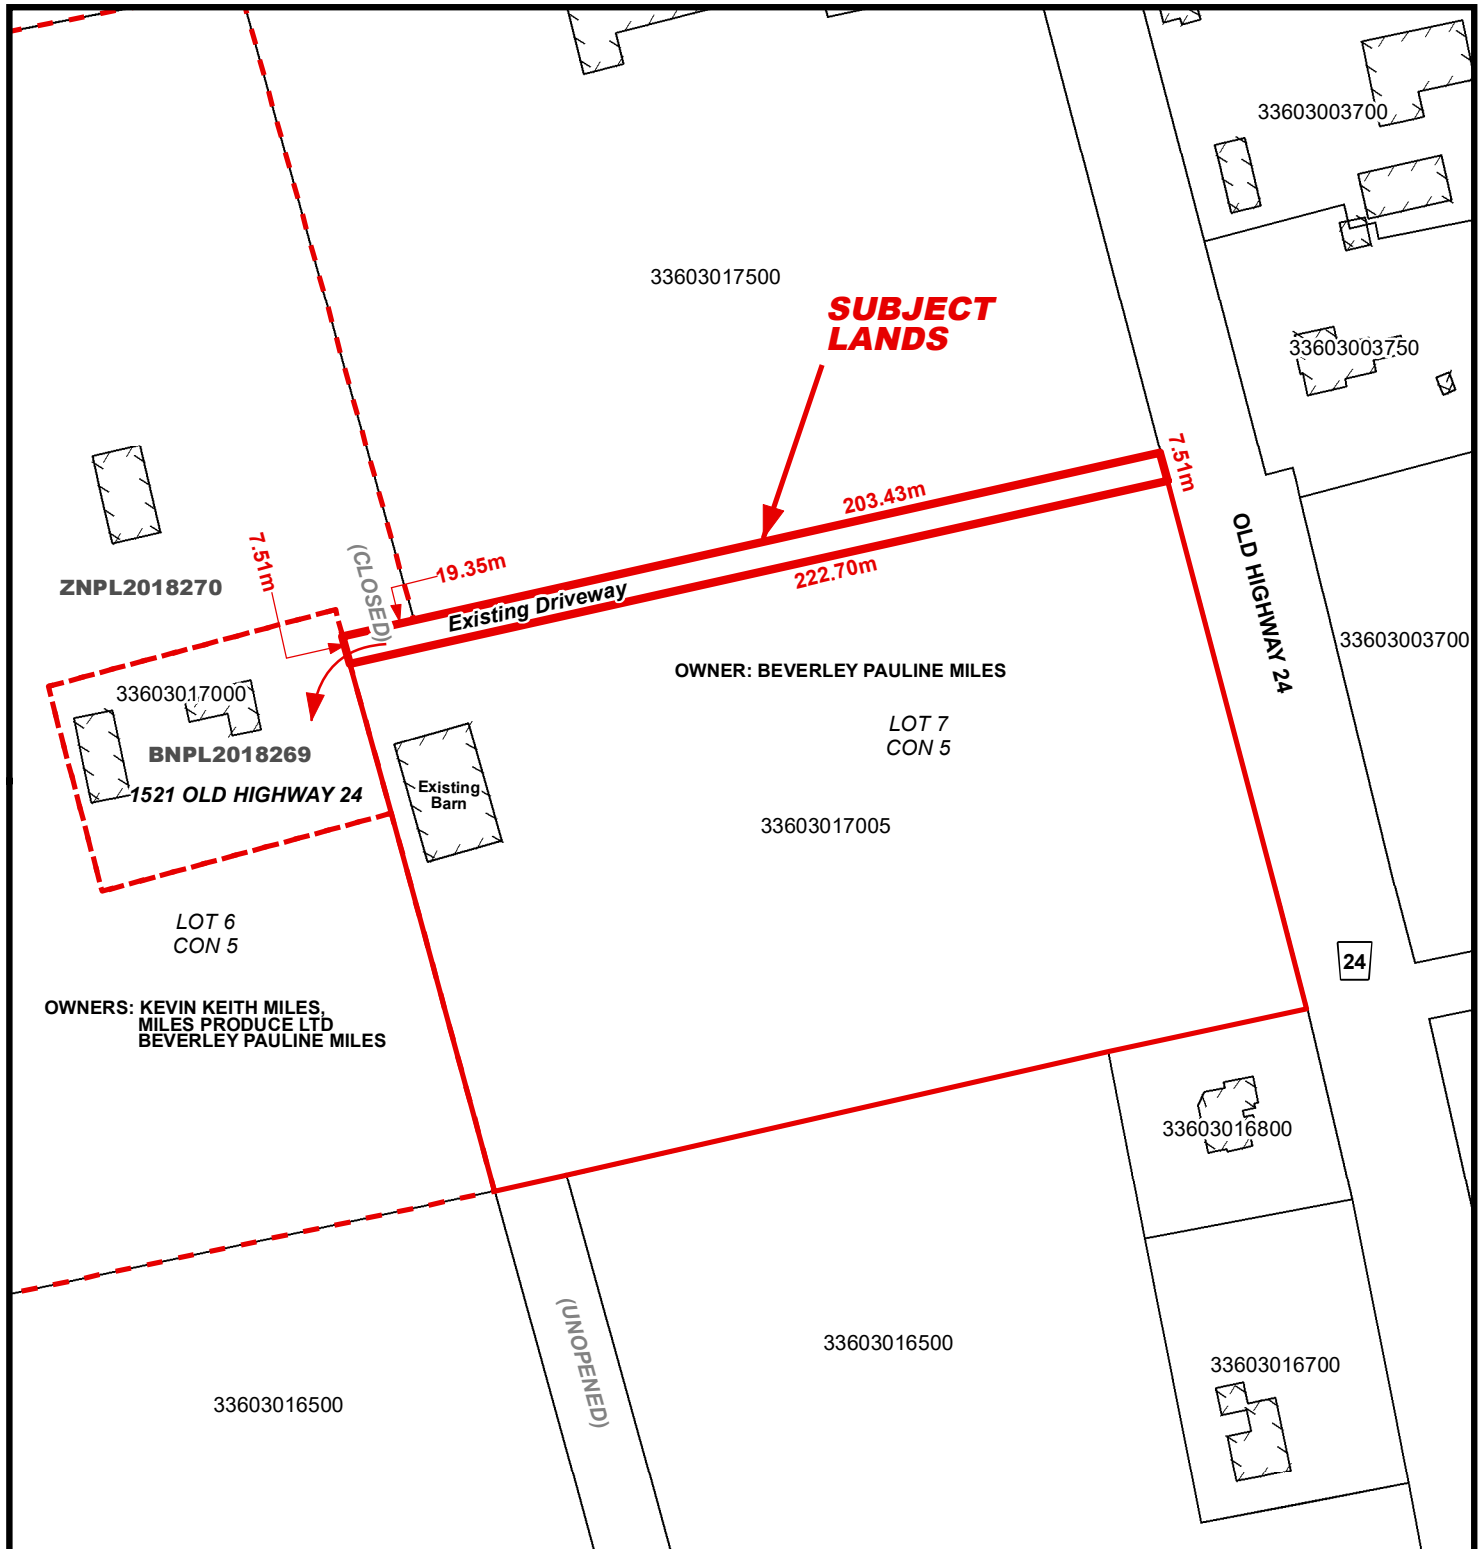 33603003700
33603017500
SUBJECT
LANDS
33603003750
7.51m
203.43m
OLD HIGHWAY 24
7.51m
(CLOSED)
19.35m
222.70m
ZNPL2018270
Existing Driveway
33603003700
OWNER: BEVERLEY PAULINE MILES
33603017000
LOT 7
CON 5
BNPL2018269
1521 OLD HIGHWAY 24
Existing
Barn
33603017005
LOT 6
CON 5
24
OWNERS: KEVIN KEITH MILES,
MILES PRODUCE LTD
BEVERLEY PAULINE MILES
33603016800
(UNOPENED)
33603016500
33603016700
33603016500